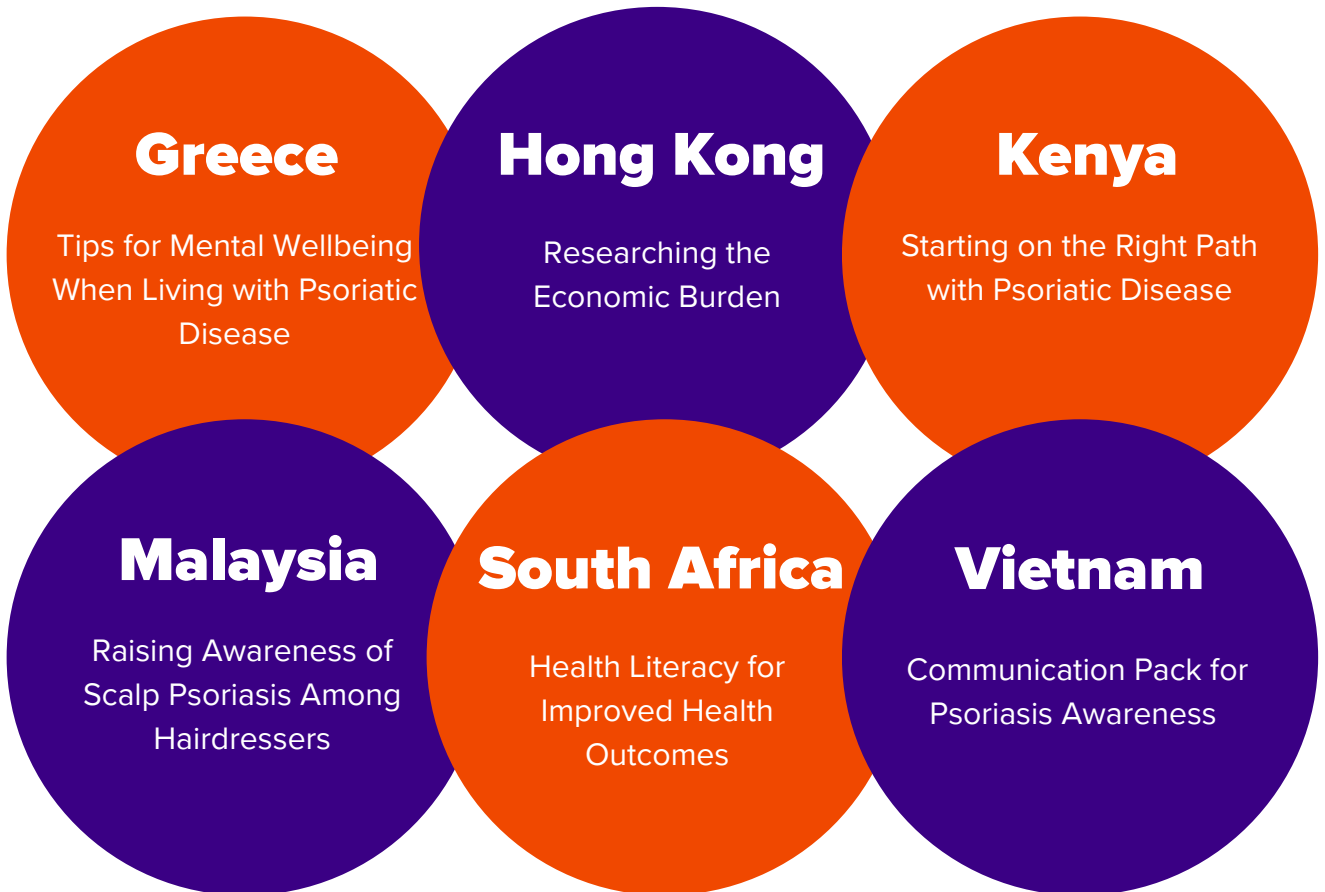 Greece
Tips for Mental Wellbeing
When Living with Psoriatic
Disease
Hong Kong
Researching the
Economic Burden
Kenya
Starting on the Right Path
with Psoriatic Disease
Malaysia
Raising Awareness of
Scalp Psoriasis Among
Hairdressers
South Africa
Health Literacy for
Improved Health
Outcomes
Vietnam
Communication Pack for
Psoriasis Awareness